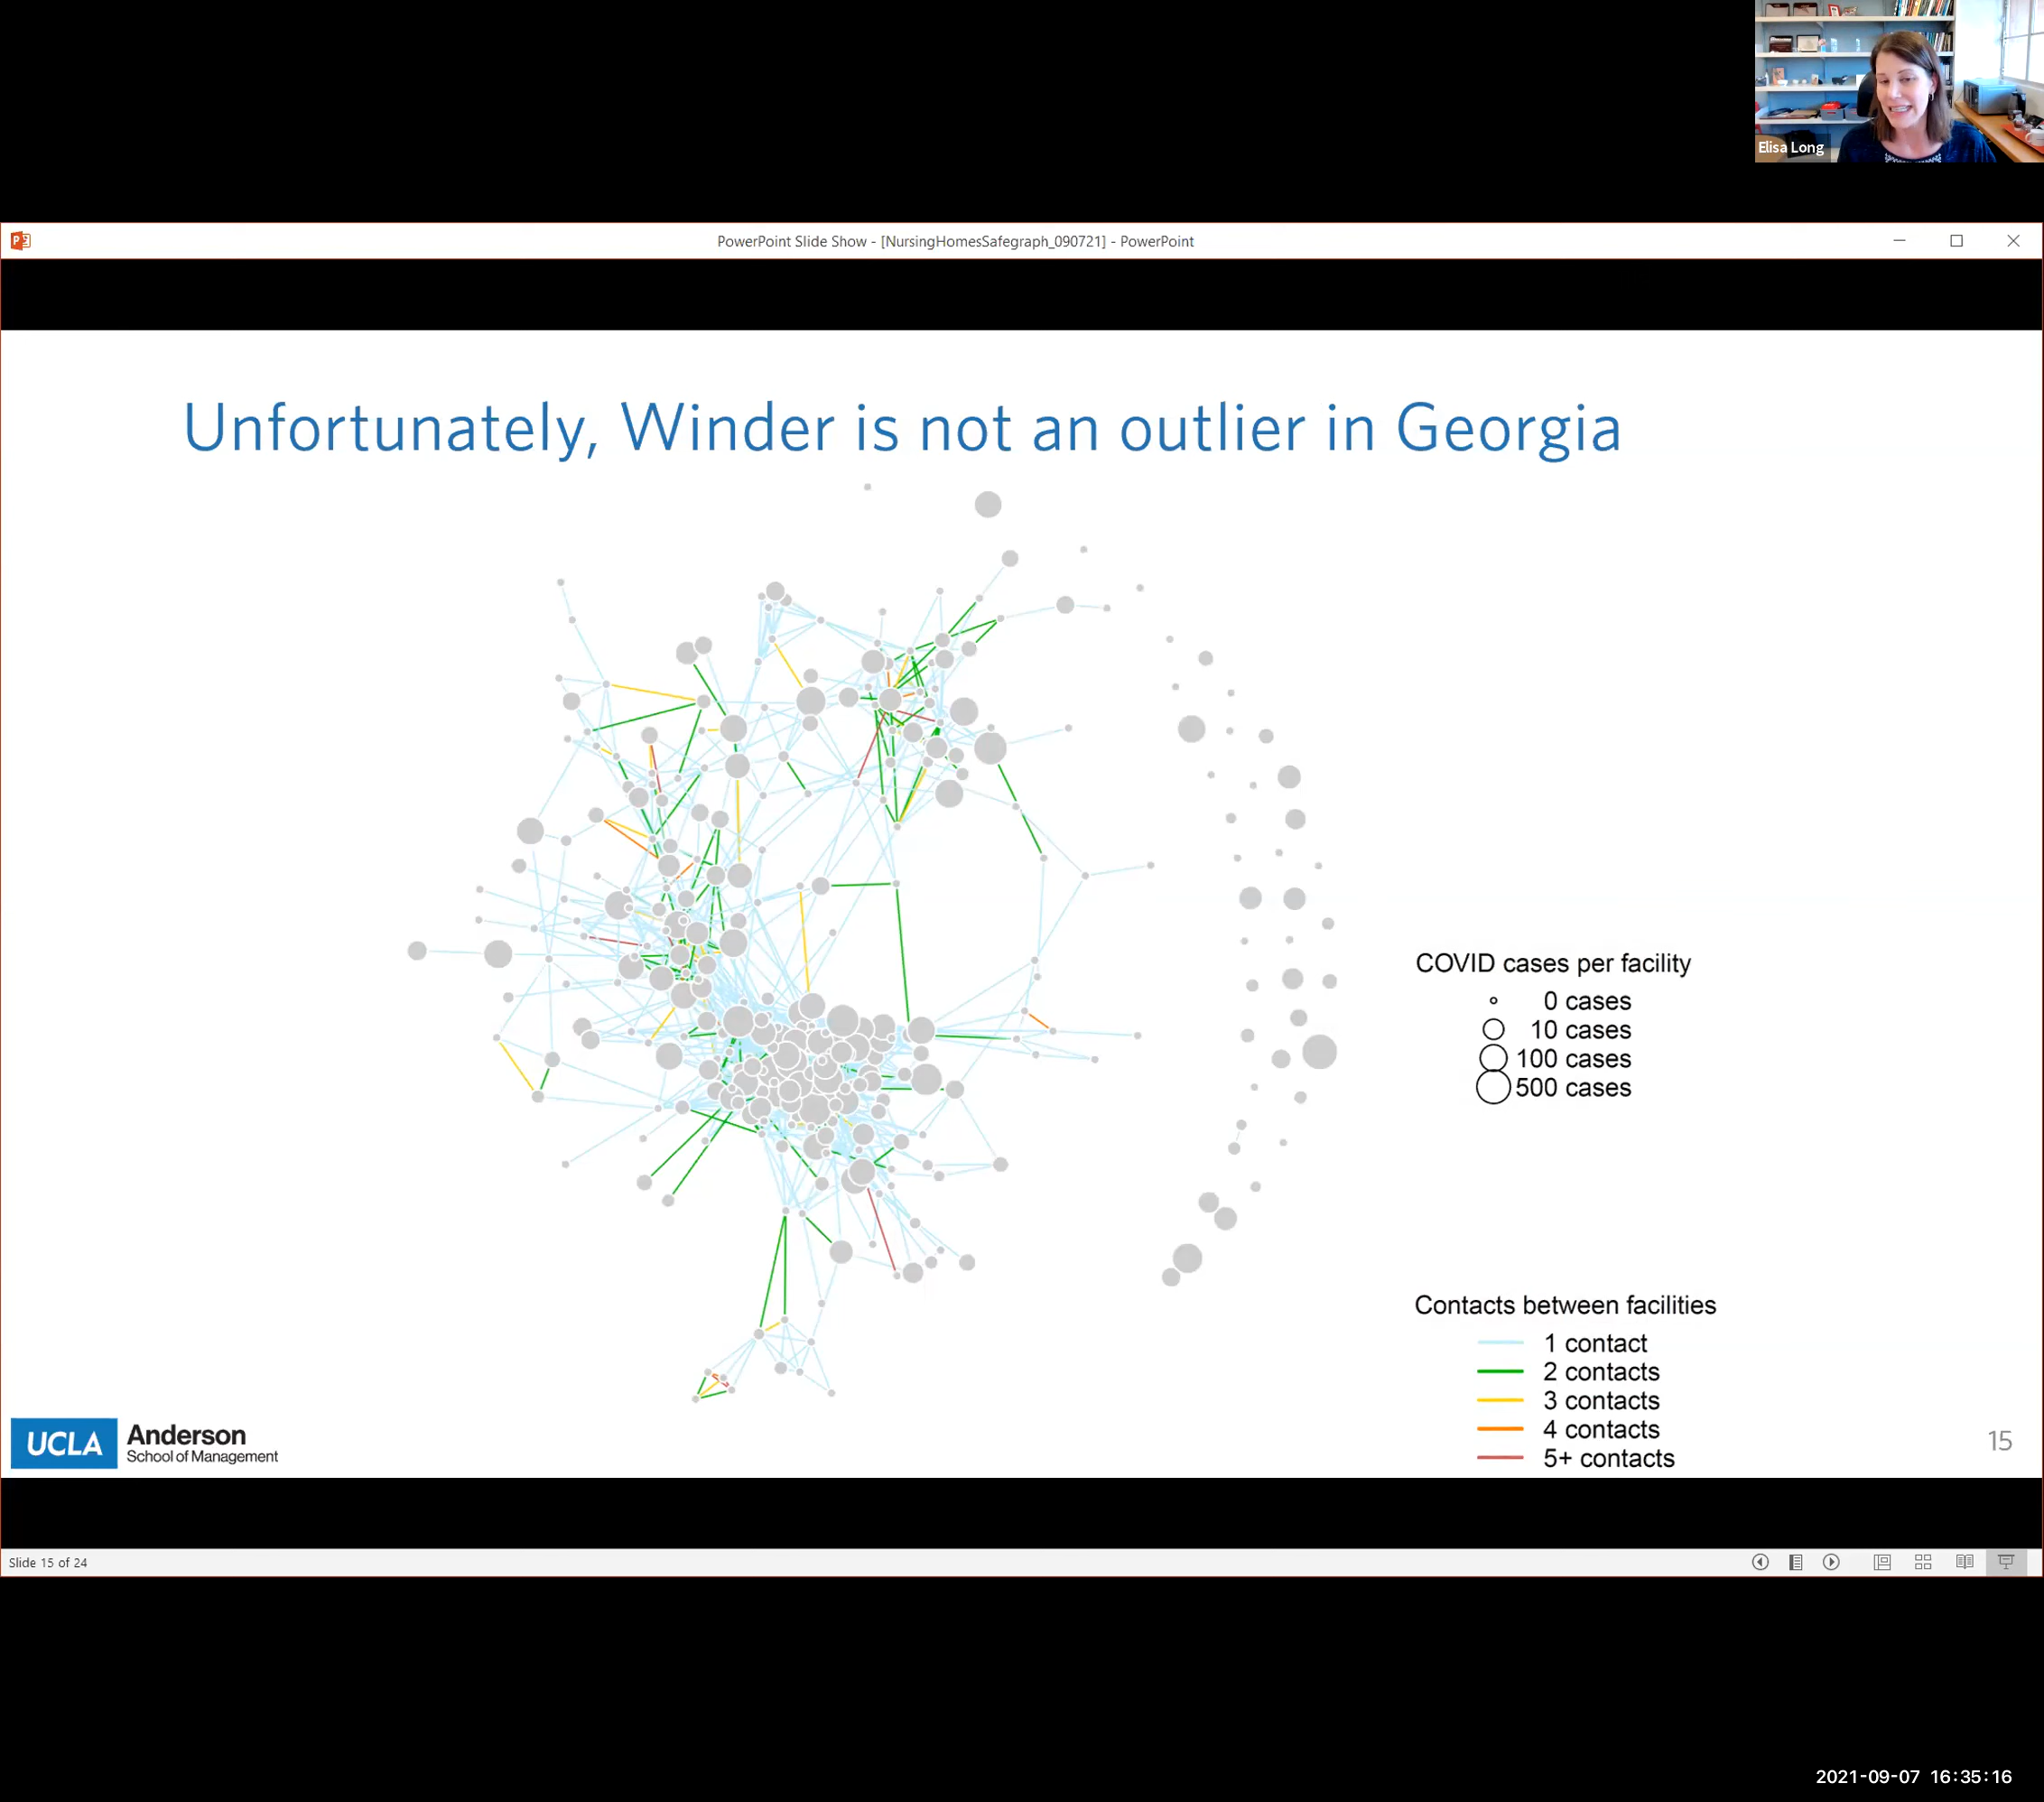 Elisa Long
PowerPoint Slide Show - [NursingHomesSafegraph_090721] - PowerPoint
Unfortunately, Winder is not an outlier in Georgia
COVID cases per facility
0 cases
10 cases
100 cases
500 cases
Contacts between facilities
1 contact
2 contacts
3 contacts
4 contacts
5+ contacts
UCLA
Anderson
School of Management
15
Slide 15 of 24
2021-09-07 16:35:16